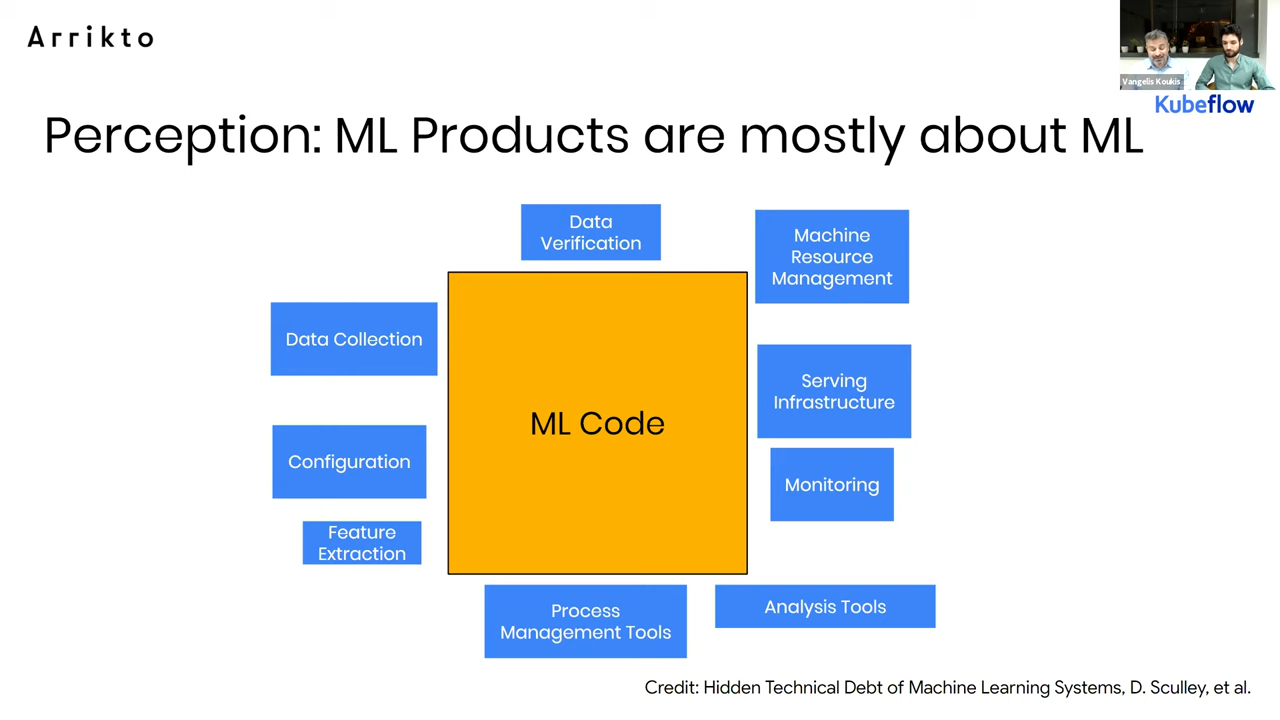 Arrikto
Vangelis Koukis
Kubeflow
Perception: ML Products are mostly about ML
Data
Verification
Machine
Resource
Management
Data Collection
ML Code
Serving
Infrastructure
Configuration
Monitoring
Feature
Extraction
Process
Management Tools
Analysis Tools
Credit: Hidden Technical Debt of Machine Learning Systems, D. Sculley, et al.